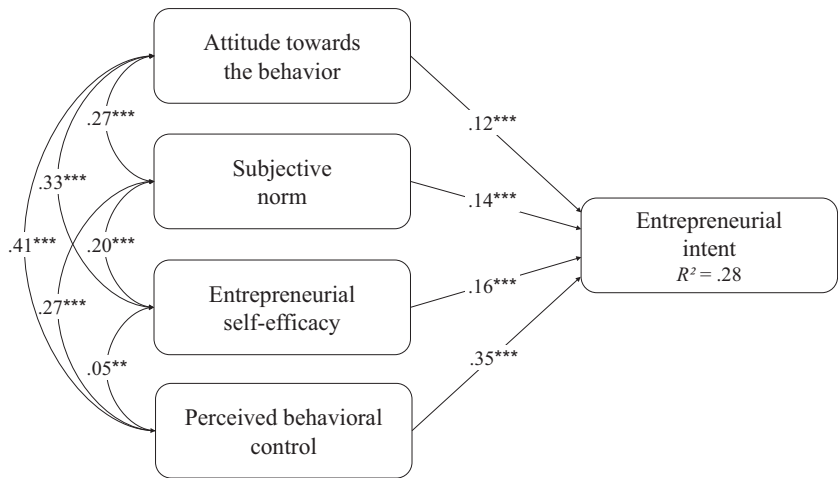 Attitude towards
the behavior
.27***
.12***
Subjective
norm
.33***
.14***
.41***
.20***
Entrepreneurial
intent
R² = .28
Entrepreneurial
self-efficacy
.27***
.16***
.05**
.35***
Perceived behavioral
control